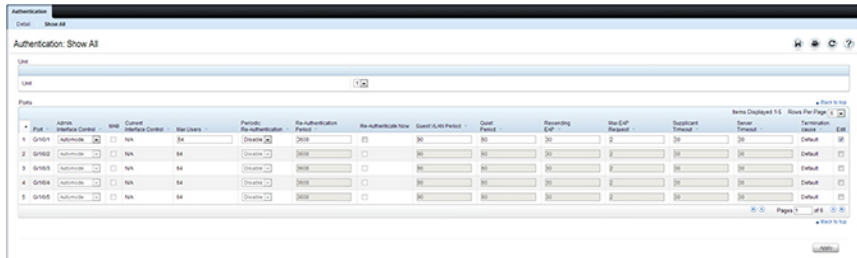 Authentication
Detail Show All
Authentication: Show All
Unit
Unit 1
Ports
Back to top
Items Displayed 1-5 Rows Per Page 5
Port Admin Interface Control MAB Current Interface Control Max Users Periodic Re-Authentication Re-Authentication Period Re-Authenticate Now Guest VLAN Period Quiet Period Resending EAP Max EAP Request Supplicant Timeout Server Timeout Termination cause Edit
1 Gi1/0/1 Automode N/A 64 Disable 3600 90 60 30 2 30 30 Default
2 Gi1/0/2 Automode N/A 64 Disable 3600 90 60 30 2 30 30 Default
3 Gi1/0/3 Automode N/A 64 Disable 3600 90 60 30 2 30 30 Default
4 Gi1/0/4 Automode N/A 64 Disable 3600 90 60 30 2 30 30 Default
5 Gi1/0/5 Automode N/A 64 Disable 3600 90 60 30 2 30 30 Default
Pages 1 of 6
Back to top
Apply